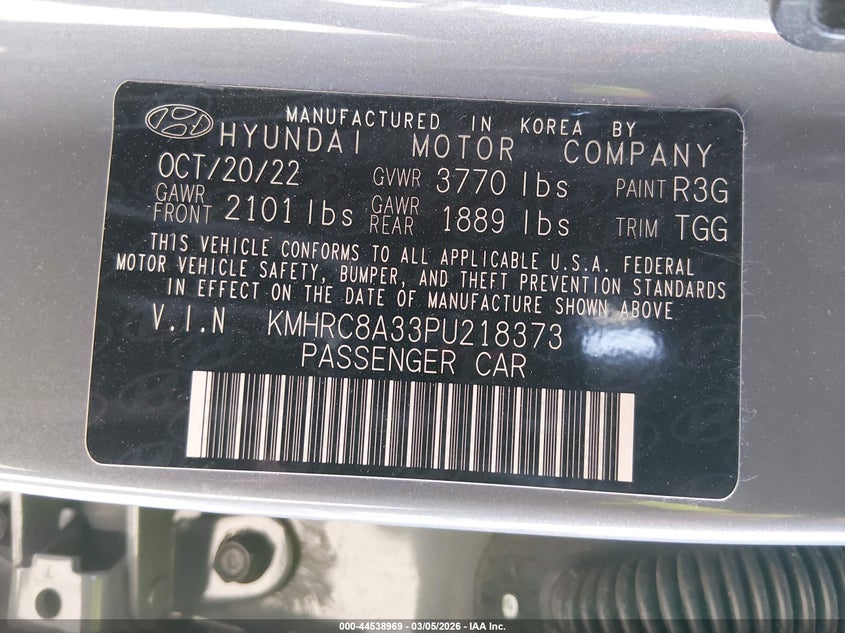 MANUFACTURED IN KOREA BY
HYUNDAI MOTOR COMPANY
OCT/20/22 GVWR 3770 lbs PAINT R3G
GAWR FRONT 2101 lbs GAWR REAR 1889 lbs TRIM TGG
THIS VEHICLE CONFORMS TO ALL APPLICABLE U.S.A. FEDERAL
MOTOR VEHICLE SAFETY, BUMPER, AND THEFT PREVENTION STANDARDS
IN EFFECT ON THE DATE OF MANUFACTURE SHOWN ABOVE
V.I.N KMHRC8A33PU218373
PASSENGER CAR
L
000-44538969 — 03/05/2026 — IAA Inc.